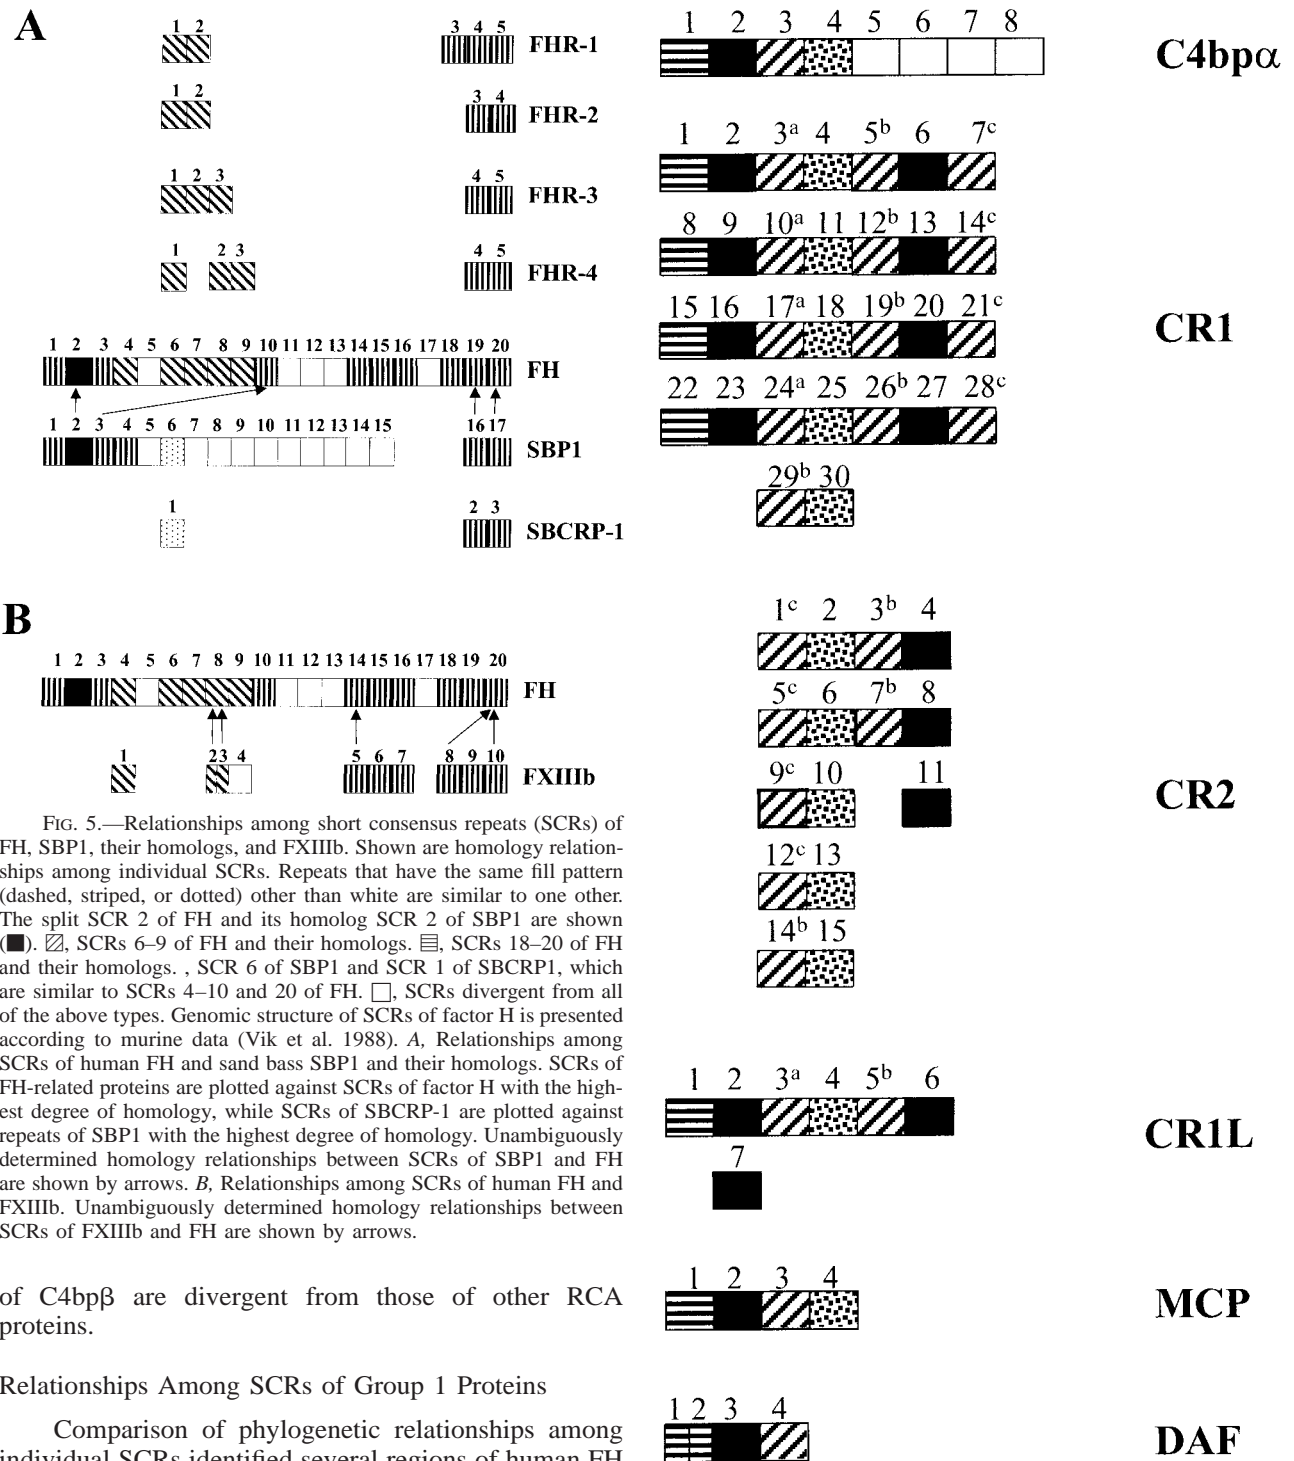 A
1 2 3 4 5 FHR-1
1 2 3 4 FHR-2
1 2 3 4 5 FHR-3
1 2 3 4 5 FHR-4
1 2 3 4 5 6 7 8 9 10 11 12 13 14 15 16 17 18 19 20
FH
1 2 3 4 5 6 7 8 9 10 11 12 13 14 15 16 17
SBP1
1 2 3
SBCRP-1
B
1 2 3 4 5 6 7 8 9 10 11 12 13 14 15 16 17 18 19 20
FH
1 2 3 4 5 6 7 8 9 10
FXIIIb
FIG. 5.—Relationships among short consensus repeats (SCRs) of
FH, SBP1, their homologs, and FXIIIb. Shown are homology relation-
ships among individual SCRs. Repeats that have the same fill pattern
(dashed, striped, or dotted) other than white are similar to one other.
The split SCR 2 of FH and its homolog SCR 2 of SBP1 are shown
(■). ▨, SCRs 6–9 of FH and their homologs. ▤, SCRs 18–20 of FH
and their homologs. , SCR 6 of SBP1 and SCR 1 of SBCRP1, which
are similar to SCRs 4–10 and 20 of FH. □, SCRs divergent from all
of the above types. Genomic structure of SCRs of factor H is presented
according to murine data (Vik et al. 1988). A, Relationships among
SCRs of human FH and sand bass SBP1 and their homologs. SCRs of
FH-related proteins are plotted against SCRs of factor H with the high-
est degree of homology, while SCRs of SBCRP-1 are plotted against
repeats of SBP1 with the highest degree of homology. Unambiguously
determined homology relationships between SCRs of SBP1 and FH
are shown by arrows. B, Relationships among SCRs of human FH and
FXIIIb. Unambiguously determined homology relationships between
SCRs of FXIIIb and FH are shown by arrows.
of C4bpβ are divergent from those of other RCA
proteins.
Relationships Among SCRs of Group 1 Proteins
Comparison of phylogenetic relationships among
individual SCRs identified several regions of human FH
1 2 3 4 5 6 7 8
C4bpα
1 2 3ᵃ 4 5ᵇ 6 7ᶜ
8 9 10ᵃ 11 12ᵇ 13 14ᶜ
15 16 17ᵃ 18 19ᵇ 20 21ᶜ
CR1
22 23 24ᵃ 25 26ᵇ 27 28ᶜ
29ᵇ 30
1ᶜ 2 3ᵇ 4
5ᶜ 6 7ᵇ 8
9ᶜ 10 11
CR2
12ᶜ 13
14ᵇ 15
1 2 3ᵃ 4 5ᵇ 6
CR1L
7
1 2 3 4
MCP
1 2 3 4
DAF